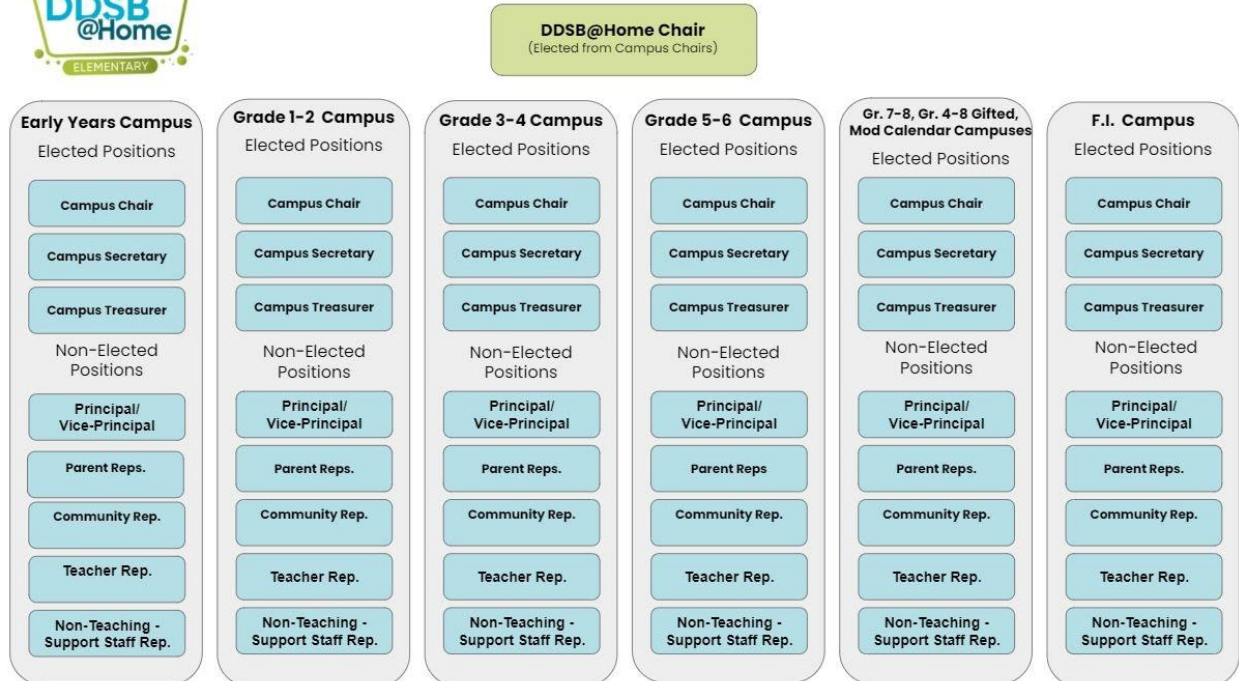 DDSB
@Home
ELEMENTARY
DDSB@Home Chair
(Elected from Campus Chairs)
Early Years Campus
Elected Positions
Campus Chair
Campus Secretary
Campus Treasurer
Non-Elected
Positions
Principal/
Vice-Principal
Parent Reps.
Community Rep.
Teacher Rep.
Non-Teaching -
Support Staff Rep.
Grade 1-2 Campus
Elected Positions
Campus Chair
Campus Secretary
Campus Treasurer
Non-Elected
Positions
Principal/
Vice-Principal
Parent Reps.
Community Rep.
Teacher Rep.
Non-Teaching -
Support Staff Rep.
Grade 3-4 Campus
Elected Positions
Campus Chair
Campus Secretary
Campus Treasurer
Non-Elected
Positions
Principal/
Vice-Principal
Parent Reps.
Community Rep.
Teacher Rep.
Non-Teaching -
Support Staff Rep.
Grade 5-6 Campus
Elected Positions
Campus Chair
Campus Secretary
Campus Treasurer
Non-Elected
Positions
Principal/
Vice-Principal
Parent Reps
Community Rep.
Teacher Rep.
Non-Teaching -
Support Staff Rep.
Gr. 7-8, Gr. 4-8 Gifted,
Mod Calendar Campuses
Elected Positions
Campus Chair
Campus Secretary
Campus Treasurer
Non-Elected
Positions
Principal/
Vice-Principal
Parent Reps.
Community Rep.
Teacher Rep.
Non-Teaching -
Support Staff Rep.
F.I. Campus
Elected Positions
Campus Chair
Campus Secretary
Campus Treasurer
Non-Elected
Positions
Principal/
Vice-Principal
Parent Reps.
Community Rep.
Teacher Rep.
Non-Teaching -
Support Staff Rep.